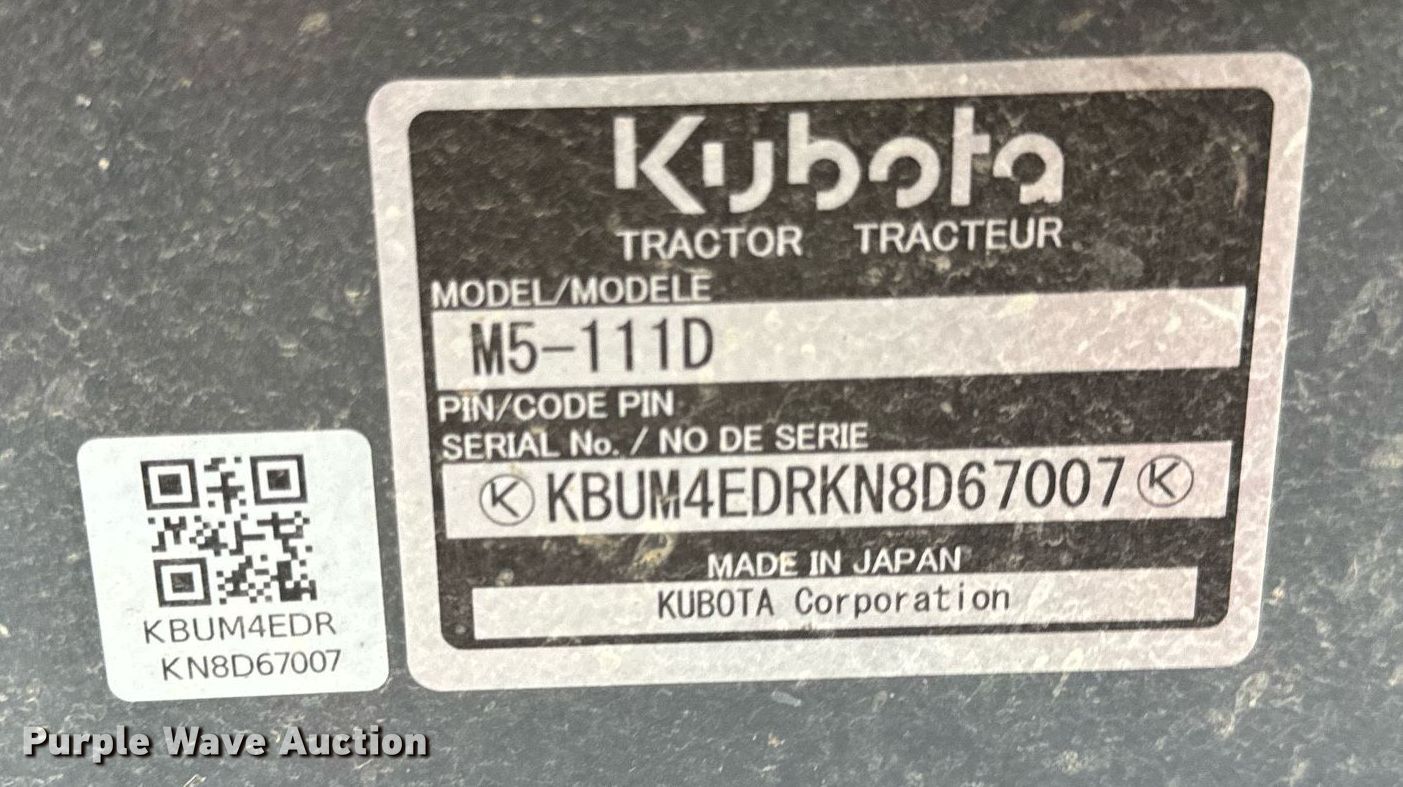 Kubota
TRACTOR TRACTEUR
MODEL/MODELE
M5-111D
PIN/CODE PIN
SERIAL No. / NO DE SERIE
K KBUM4EDRKN8D67007 K
MADE IN JAPAN
KUBOTA Corporation
KBUM4EDR
KN8D67007
Purple Wave Auction